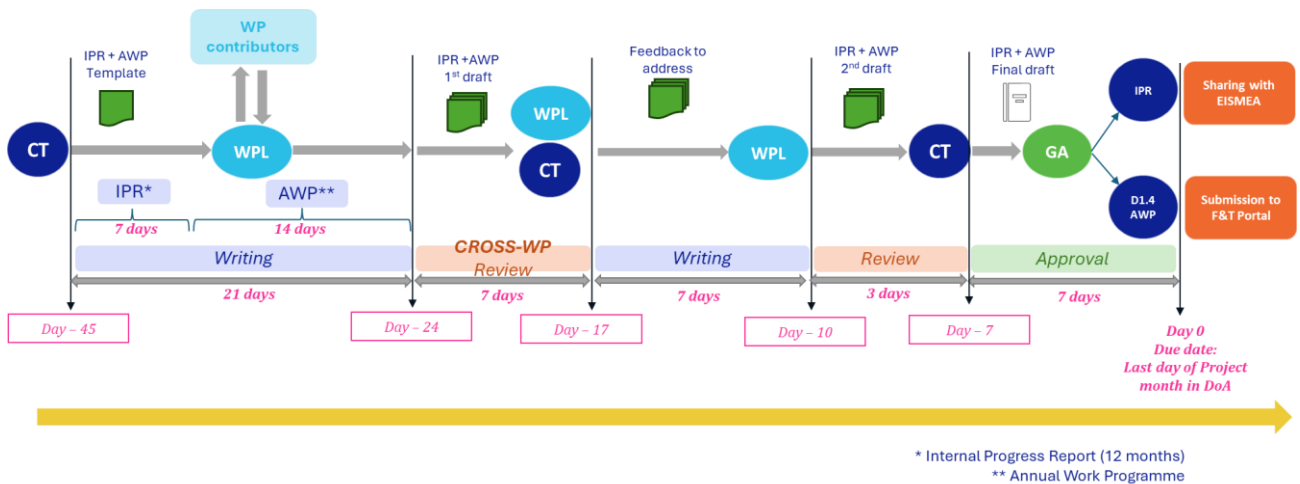 WP
contributors
IPR + AWP
Template
IPR +AWP
1st draft
Feedback to
address
IPR + AWP
2nd draft
IPR + AWP
Final draft
CT
WPL
WPL
CT
WPL
CT
GA
IPR
D1.4
AWP
Sharing with
EISMEA
Submission to
F&T Portal
IPR*
AWP**
7 days
14 days
Writing
CROSS-WP
Review
Writing
Review
Approval
21 days
7 days
7 days
3 days
7 days
Day – 45
Day – 24
Day – 17
Day – 10
Day – 7
Day 0
Due date:
Last day of Project
month in DoA
* Internal Progress Report (12 months)
** Annual Work Programme